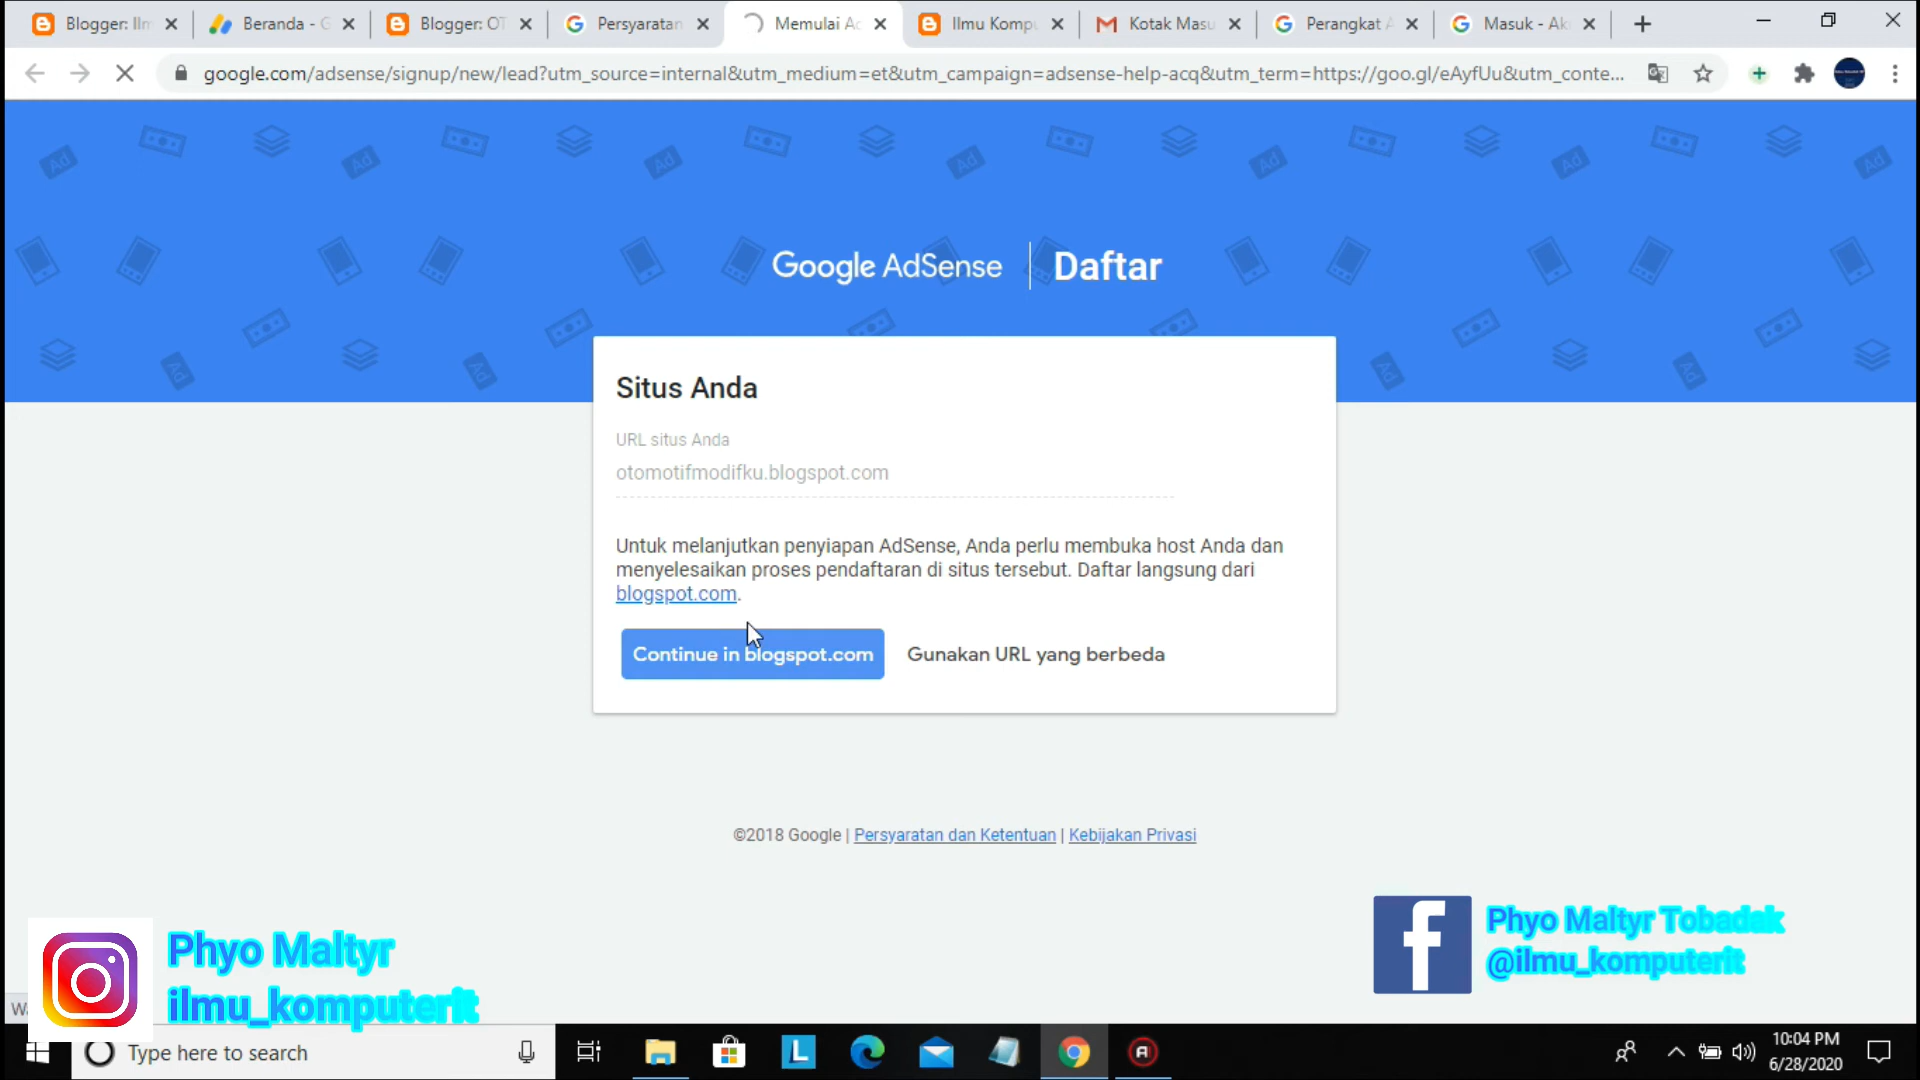 Blogger: Ilm
Beranda - G
Blogger: OT
Persyaratan
Memulai Ad
Ilmu Kompu
Kotak Masu
Perangkat A
Masuk - Aku
google.com/adsense/signup/new/lead?utm_source=internal&utm_medium=et&utm_campaign=adsense-help-acq&utm_term=https://goo.gl/eAyfUu&utm_conte...
Google AdSense | Daftar
Situs Anda
URL situs Anda
otomotifmodifku.blogspot.com
Untuk melanjutkan penyiapan AdSense, Anda perlu membuka host Anda dan
menyelesaikan proses pendaftaran di situs tersebut. Daftar langsung dari
blogspot.com.
Continue in blogspot.com
Gunakan URL yang berbeda
©2018 Google | Persyaratan dan Ketentuan | Kebijakan Privasi
Phyo Maltyr
ilmu_komputerit
Phyo Maltyr Tobadak
@ilmu_komputerit
Type here to search
10:04 PM
6/28/2020